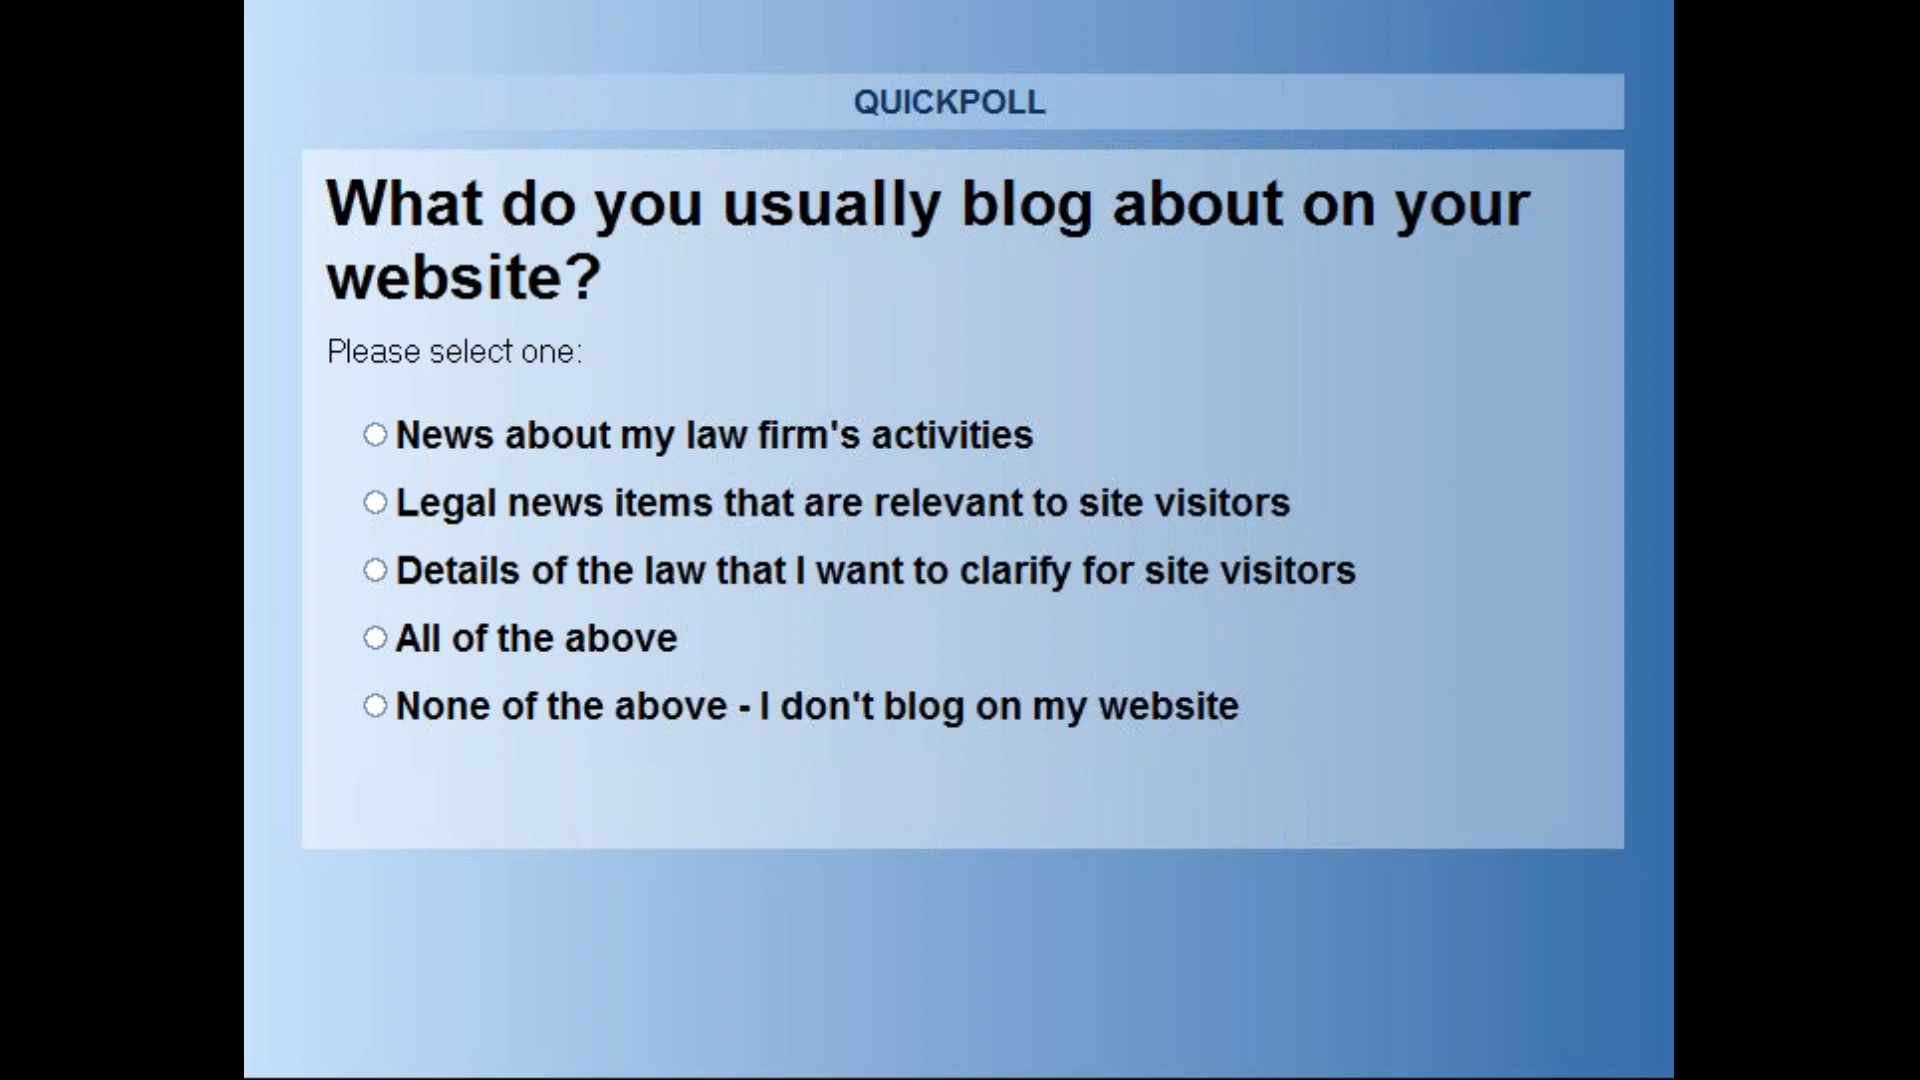 QUICKPOLL
What do you usually blog about on your
website?
Please select one:
News about my law firm's activities
Legal news items that are relevant to site visitors
Details of the law that I want to clarify for site visitors
All of the above
None of the above - I don't blog on my website